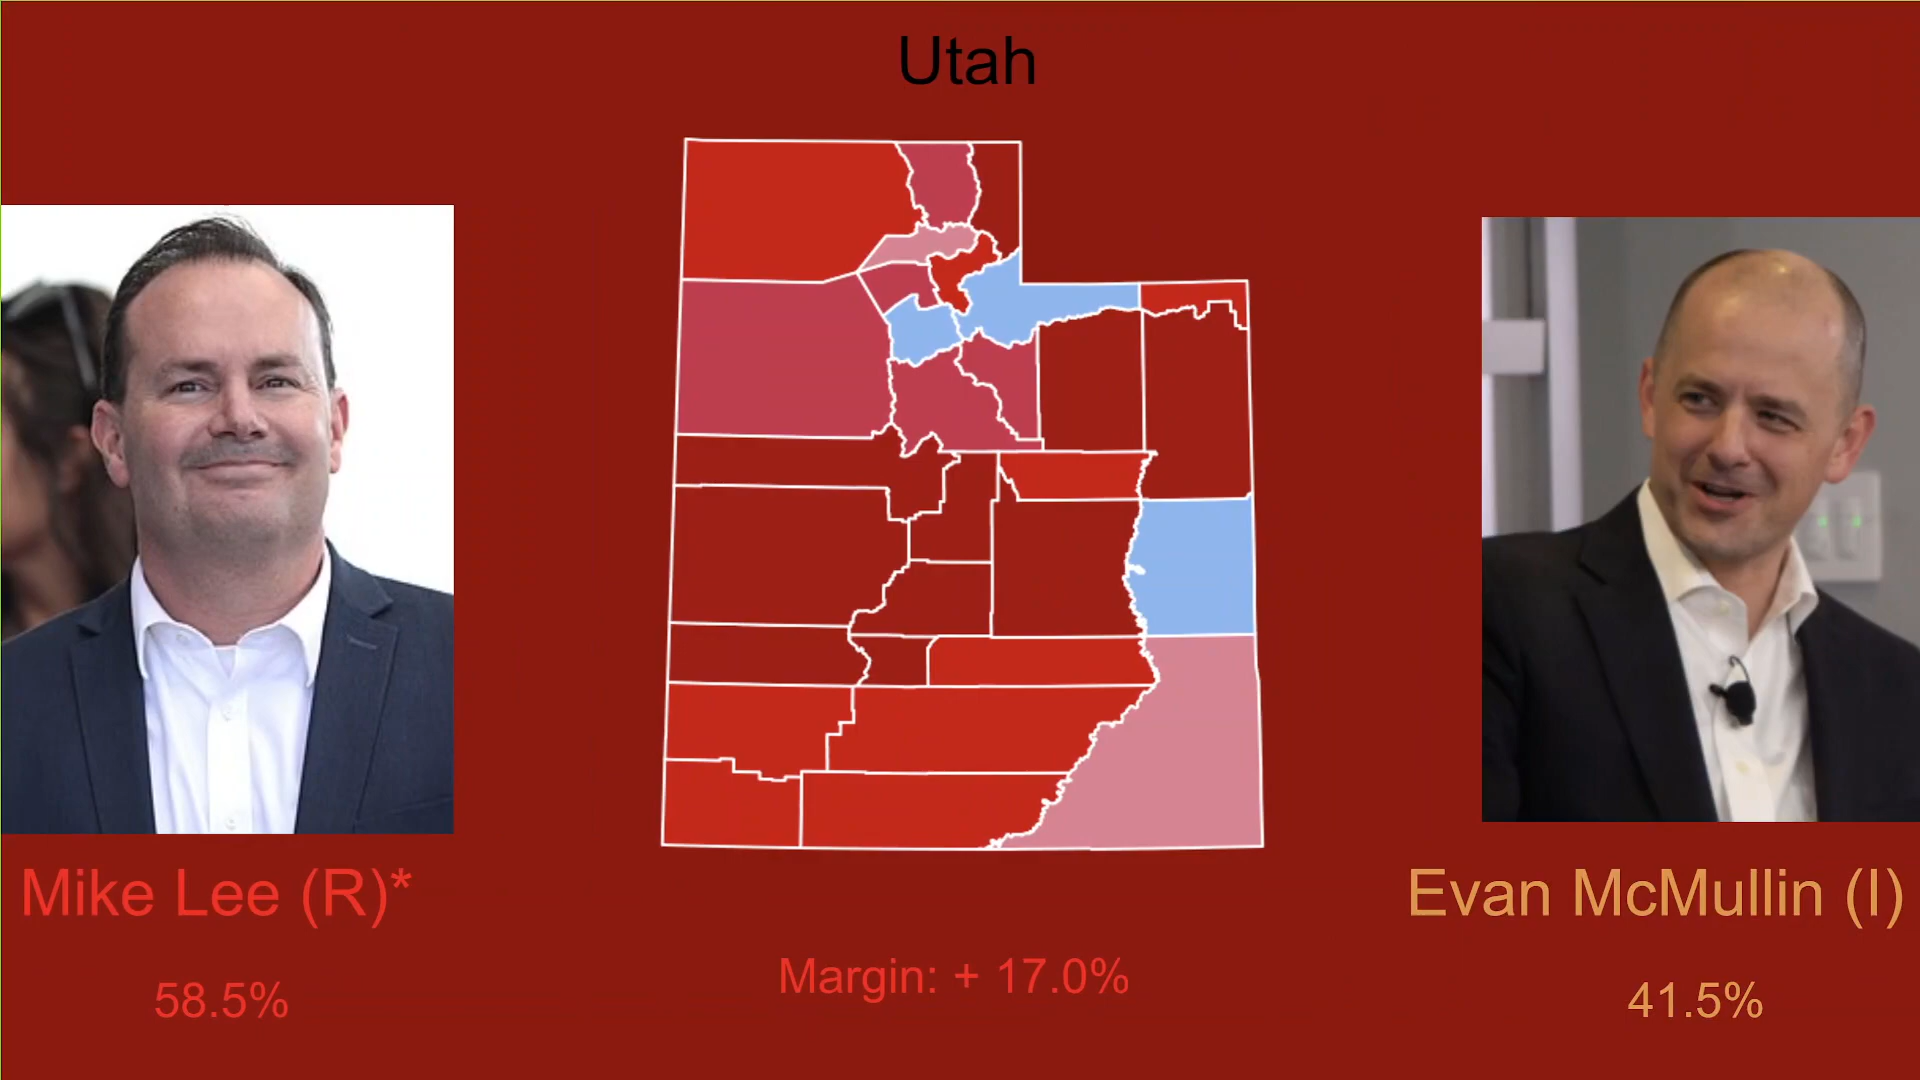 Utah
Mike Lee (R)*
Evan McMullin (I)
Margin: + 17.0%
58.5%
41.5%